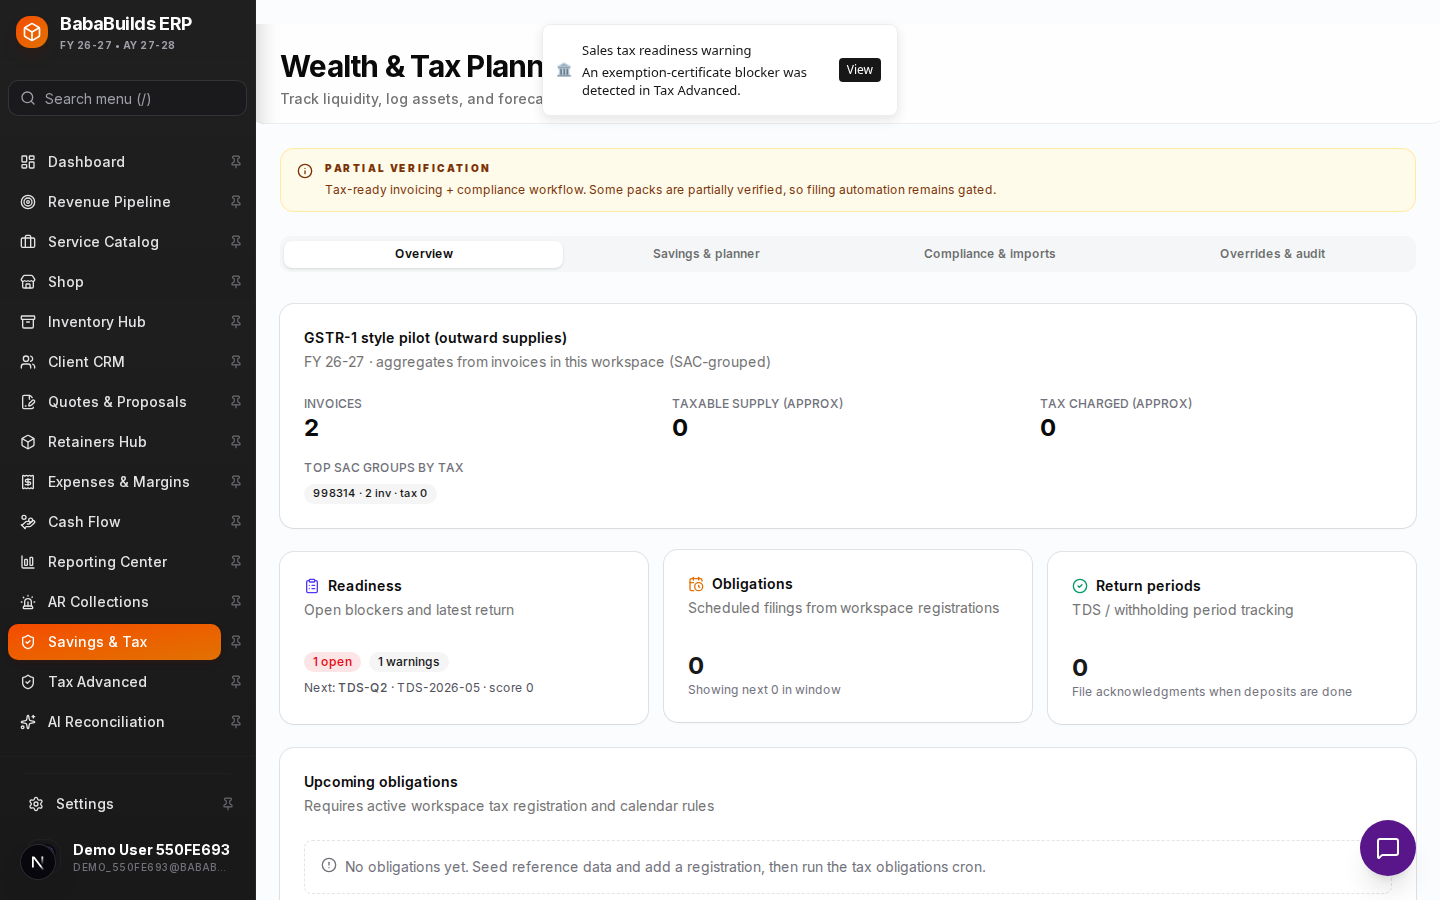 BabaBuilds ERP
FY 26-27 • AY 27-28
Search menu (/)
Dashboard
Revenue Pipeline
Service Catalog
Shop
Inventory Hub
Client CRM
Quotes & Proposals
Retainers Hub
Expenses & Margins
Cash Flow
Reporting Center
AR Collections
Savings & Tax
Tax Advanced
AI Reconciliation
Settings
N
Demo User 550FE693
DEMO_550FE693@BABAB...
Wealth & Tax Plann
Track liquidity, log assets, and foreca
Sales tax readiness warning
An exemption-certificate blocker was
detected in Tax Advanced.
View
PARTIAL VERIFICATION
Tax-ready invoicing + compliance workflow. Some packs are partially verified, so filing automation remains gated.
Overview
Savings & planner
Compliance & imports
Overrides & audit
GSTR-1 style pilot (outward supplies)
FY 26-27 · aggregates from invoices in this workspace (SAC-grouped)
INVOICES
2
TAXABLE SUPPLY (APPROX)
0
TAX CHARGED (APPROX)
0
TOP SAC GROUPS BY TAX
998314 · 2 inv · tax 0
Readiness
Open blockers and latest return
1 open
1 warnings
Next: TDS-Q2 · TDS-2026-05 · score 0
Obligations
Scheduled filings from workspace registrations
0
Showing next 0 in window
Return periods
TDS / withholding period tracking
0
File acknowledgments when deposits are done
Upcoming obligations
Requires active workspace tax registration and calendar rules
No obligations yet. Seed reference data and add a registration, then run the tax obligations cron.